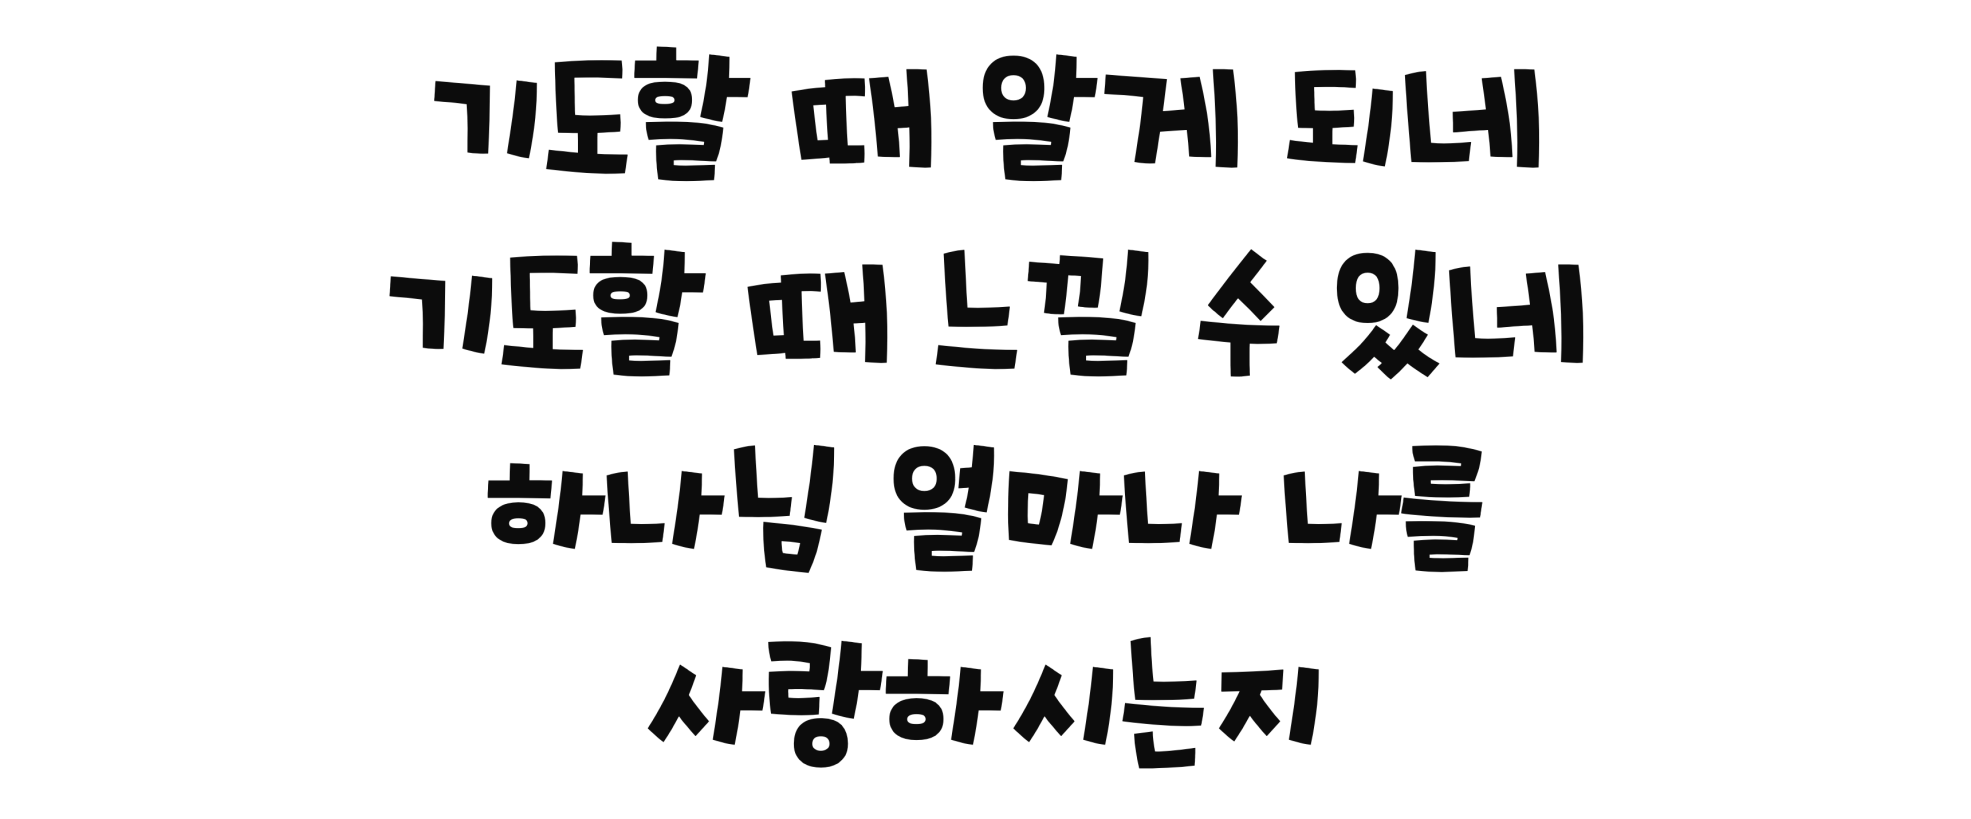 기도할 때 알게 되네
기도할 때 느낄 수 있네
하나님 얼마나 나를
사랑하시는지